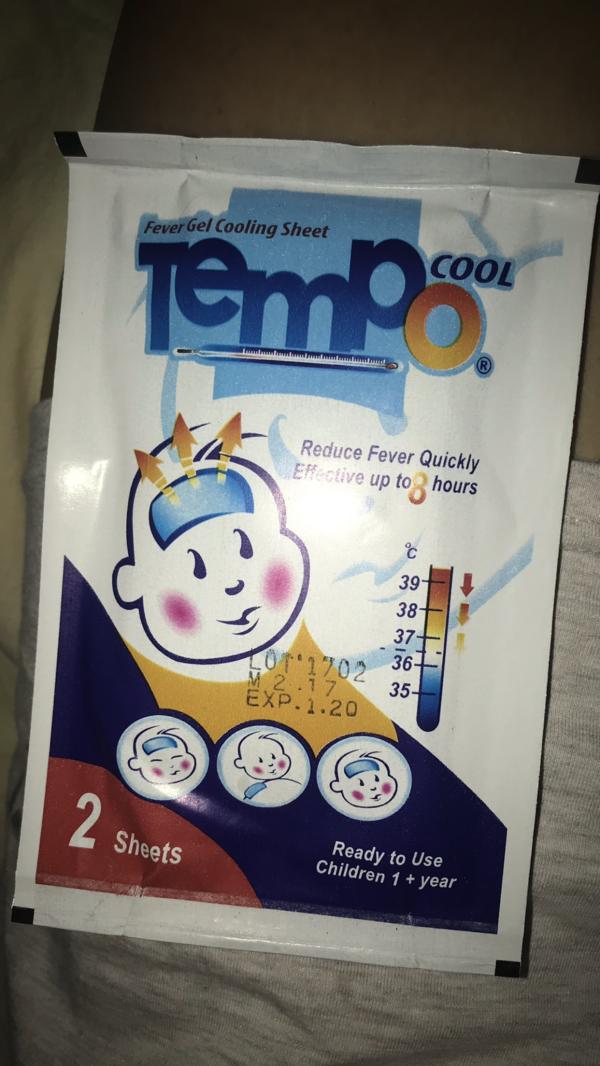 Fever Gel Cooling Sheet
Tempo COOL
®
Reduce Fever Quickly
Effective up to 8 hours
°C
39
38
37
36
35
LOT 1702
M 2.17
EXP.1.20
2 Sheets
Ready to Use
Children 1 + year